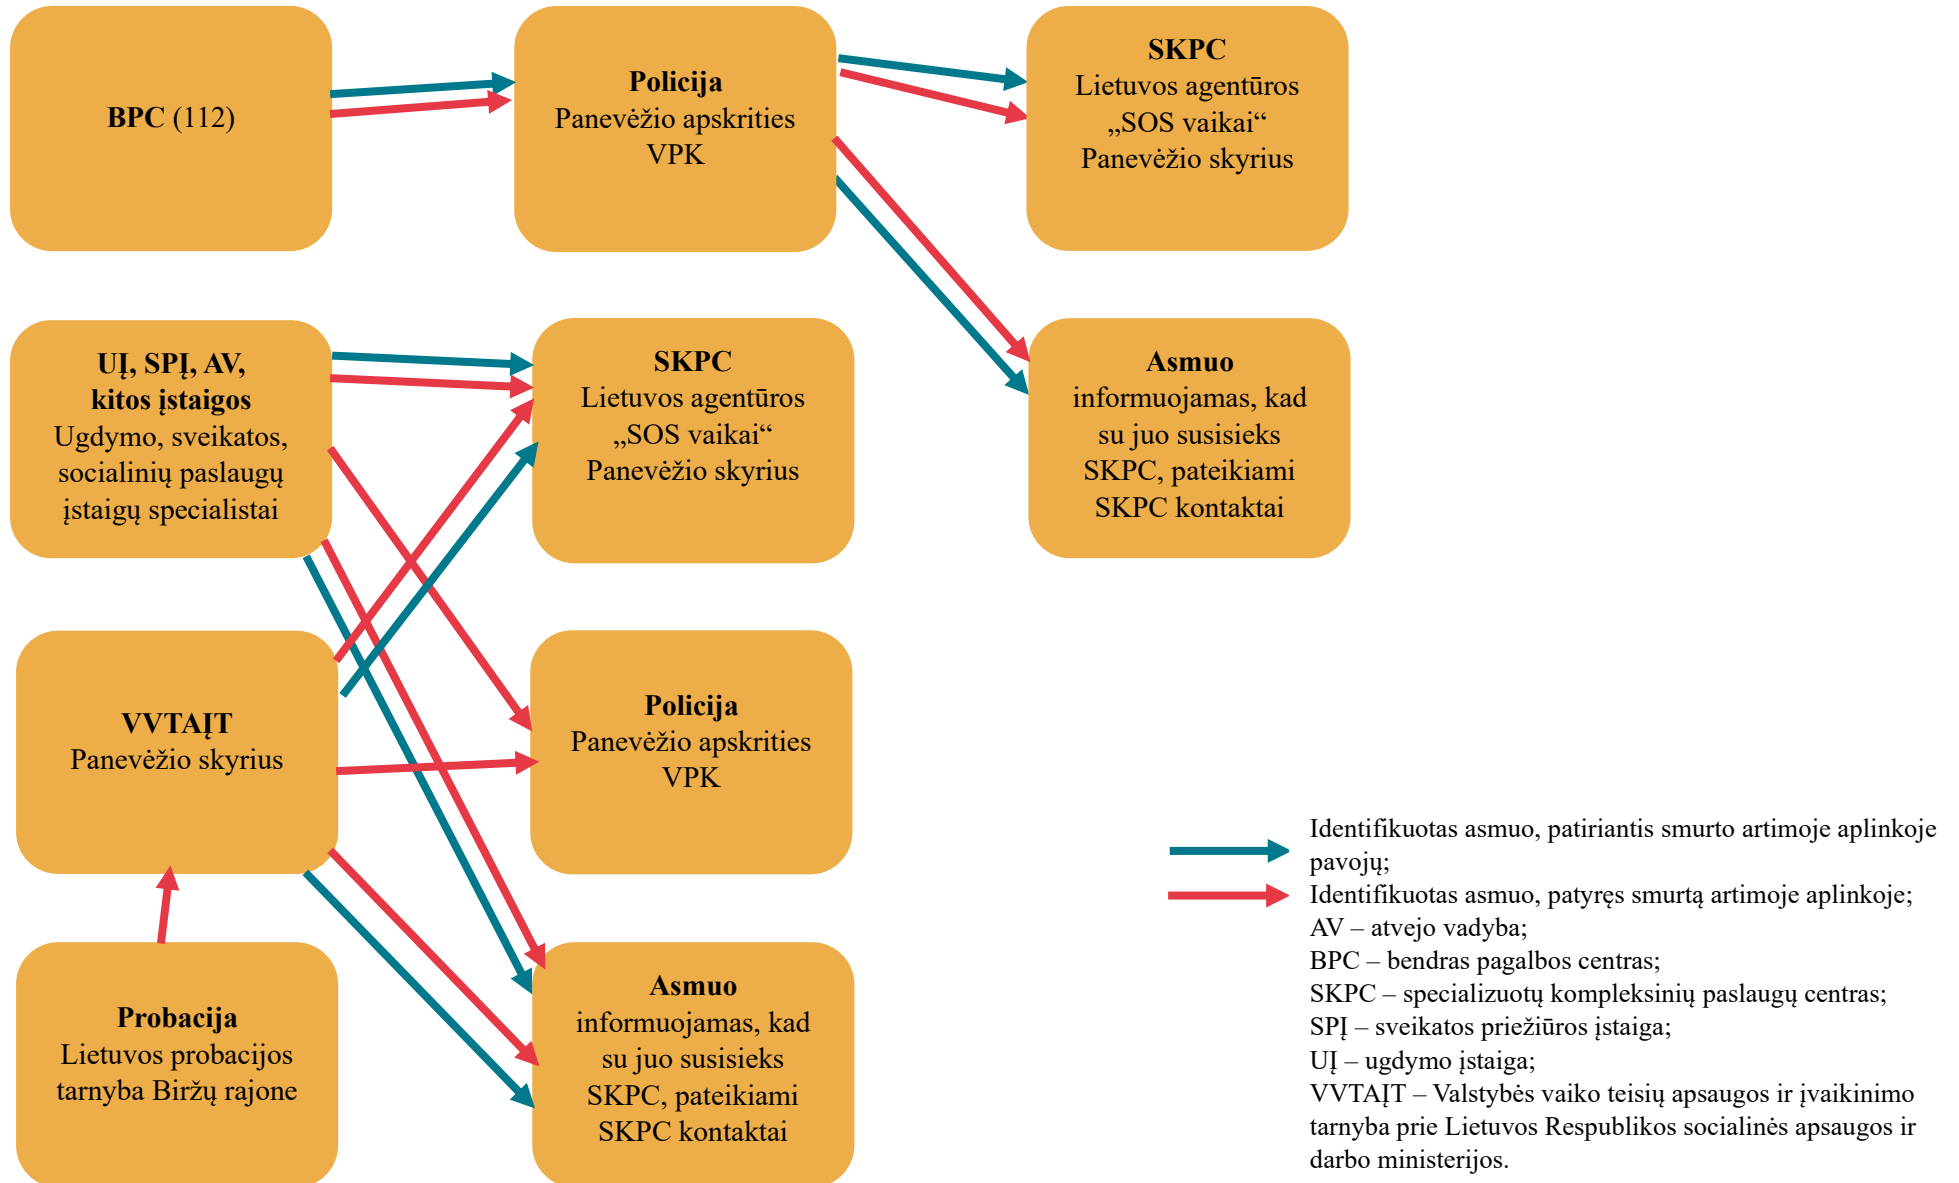 BPC (112)
Policija
Panevėžio apskrities
VPK
SKPC
Lietuvos agentūros
„SOS vaikai“
Panevėžio skyrius
UĮ, SPĮ, AV,
kitos įstaigos
Ugdymo, sveikatos,
socialinių paslaugų
įstaigų specialistai
SKPC
Lietuvos agentūros
„SOS vaikai“
Panevėžio skyrius
Asmuo
informuojamas, kad
su juo susisieks
SKPC, pateikiami
SKPC kontaktai
VVTAĮT
Panevėžio skyrius
Policija
Panevėžio apskrities
VPK
Probacija
Lietuvos probacijos
tarnyba Biržų rajone
Asmuo
informuojamas, kad
su juo susisieks
SKPC, pateikiami
SKPC kontaktai
Identifikuotas asmuo, patiriantis smurto artimoje aplinkoje
pavojų;
Identifikuotas asmuo, patyręs smurtą artimoje aplinkoje;
AV – atvejo vadyba;
BPC – bendras pagalbos centras;
SKPC – specializuotų kompleksinių paslaugų centras;
SPĮ – sveikatos priežiūros įstaiga;
UĮ – ugdymo įstaiga;
VVTAĮT – Valstybės vaiko teisių apsaugos ir įvaikinimo
tarnyba prie Lietuvos Respublikos socialinės apsaugos ir
darbo ministerijos.